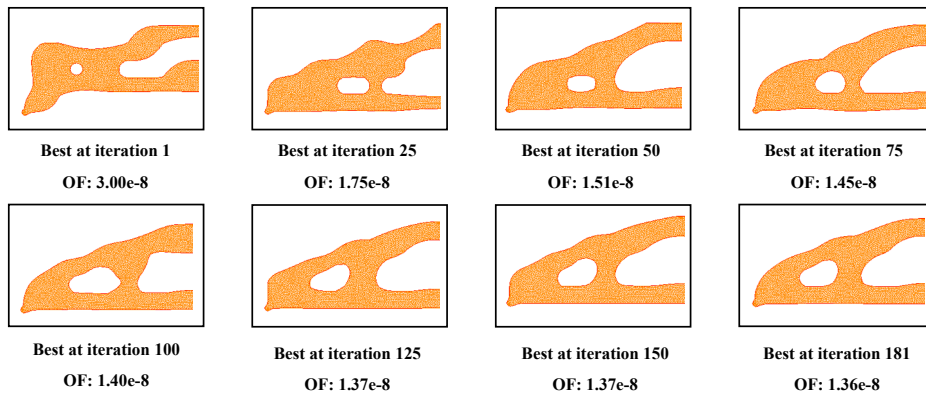 Best at iteration 1
OF: 3.00e-8
Best at iteration 25
OF: 1.75e-8
Best at iteration 50
OF: 1.51e-8
Best at iteration 75
OF: 1.45e-8
Best at iteration 100
OF: 1.40e-8
Best at iteration 125
OF: 1.37e-8
Best at iteration 150
OF: 1.37e-8
Best at iteration 181
OF: 1.36e-8